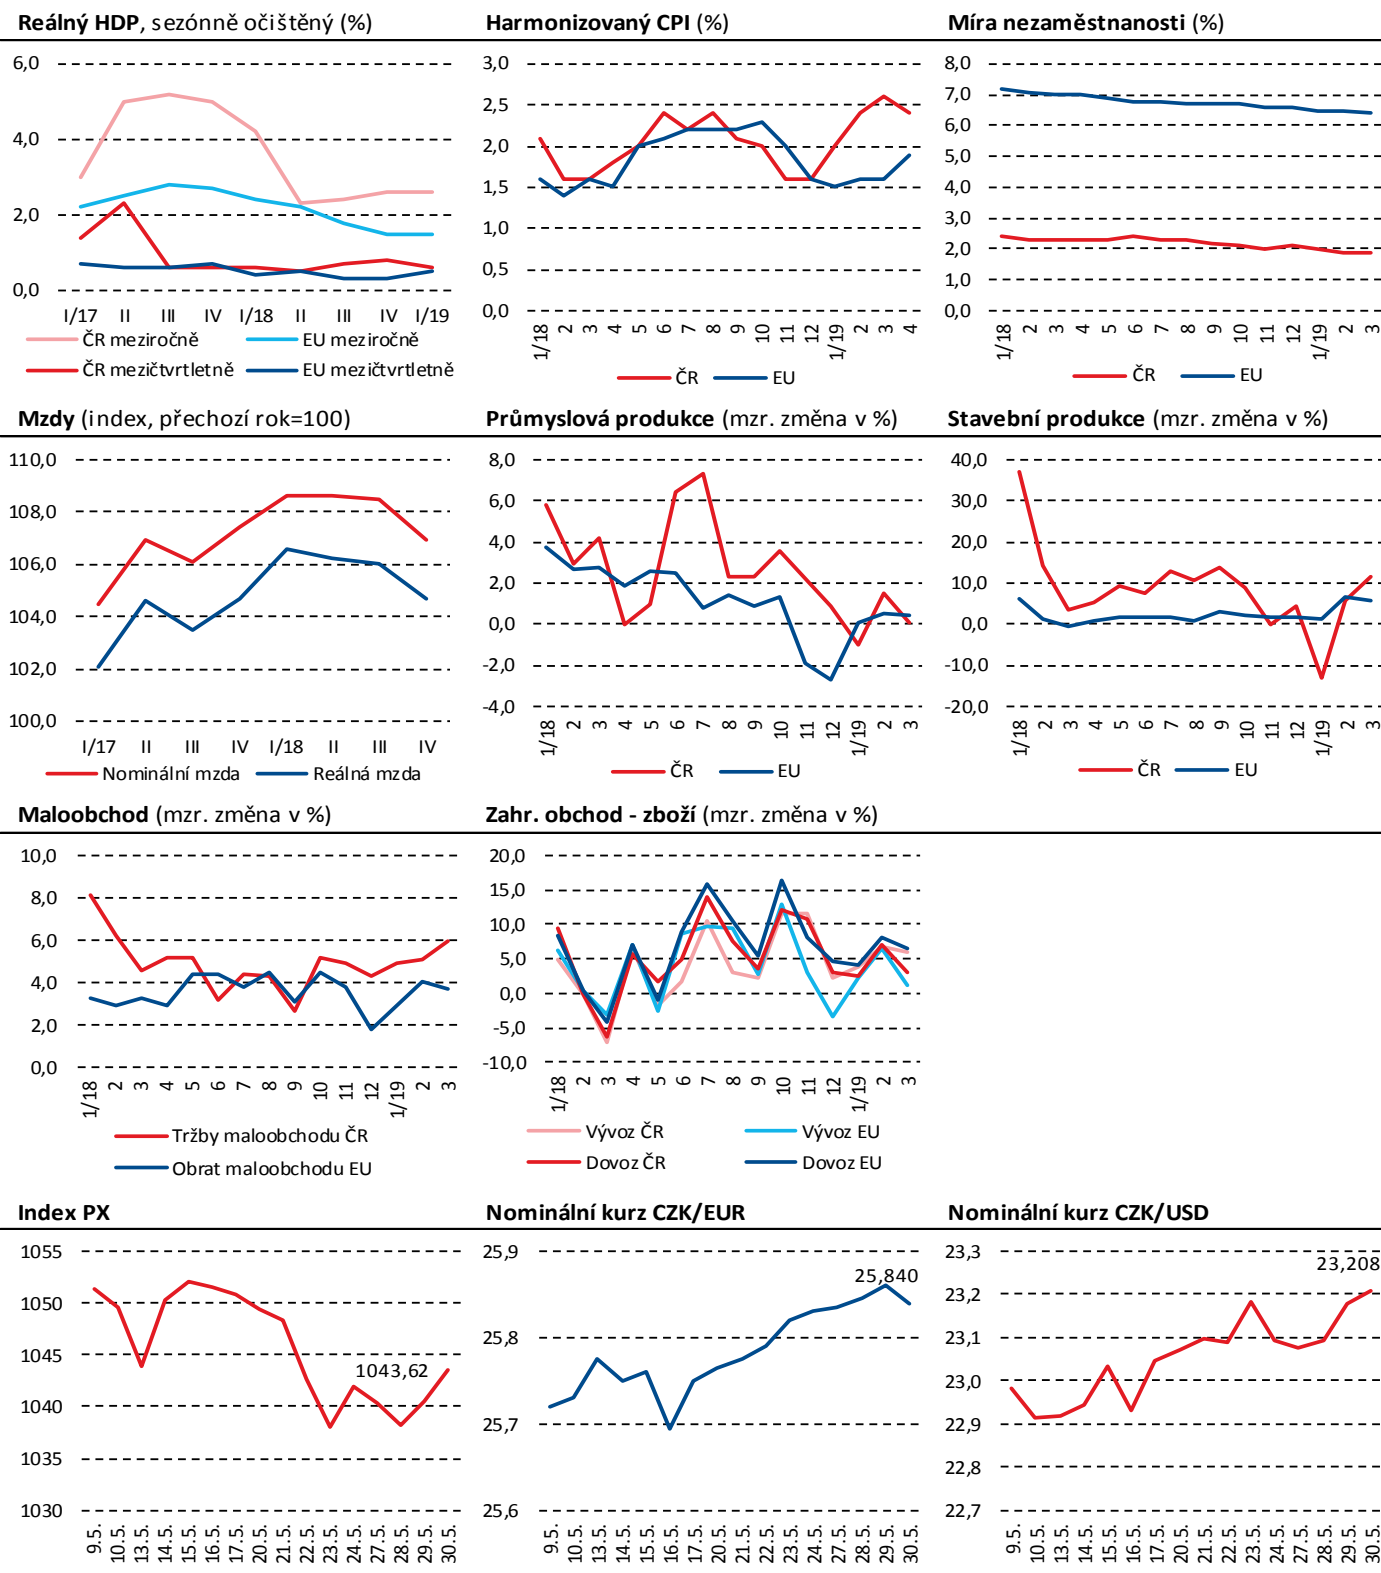 Reálný HDP, sezónně očištěný (%)
6,0
4,0
2,0
0,0
I/17 II III IV I/18 II III IV I/19
ČR meziročně EU meziročně
ČR mezičtvrtletně EU mezičtvrtletně
Harmonizovaný CPI (%)
3,0
2,5
2,0
1,5
1,0
0,5
0,0
1/18 2 3 4 5 6 7 8 9 10 11 12 1/19 2 3 4
ČR EU
Míra nezaměstnanosti (%)
8,0
7,0
6,0
5,0
4,0
3,0
2,0
1,0
0,0
1/18 2 3 4 5 6 7 8 9 10 11 12 1/19 2 3
ČR EU
Mzdy (index, přechozí rok=100)
110,0
108,0
106,0
104,0
102,0
100,0
I/17 II III IV I/18 II III IV
Nominální mzda Reálná mzda
Průmyslová produkce (mzr. změna v %)
8,0
6,0
4,0
2,0
0,0
-2,0
-4,0
1/18 2 3 4 5 6 7 8 9 10 11 12 1/19 2 3
ČR EU
Stavební produkce (mzr. změna v %)
40,0
30,0
20,0
10,0
0,0
-10,0
-20,0
1/18 2 3 4 5 6 7 8 9 10 11 12 1/19 2 3
ČR EU
Maloobchod (mzr. změna v %)
10,0
8,0
6,0
4,0
2,0
0,0
1/18 2 3 4 5 6 7 8 9 10 11 12 1/19 2 3
Tržby maloobchodu ČR
Obrat maloobchodu EU
Zahr. obchod - zboží (mzr. změna v %)
20,0
15,0
10,0
5,0
0,0
-5,0
-10,0
1/18 2 3 4 5 6 7 8 9 10 11 12 1/19 2 3
Vývoz ČR Vývoz EU
Dovoz ČR Dovoz EU
Index PX
1055
1050
1045
1040
1035
1030
1043,62
9.5. 10.5. 13.5. 14.5. 15.5. 16.5. 17.5. 20.5. 21.5. 22.5. 23.5. 24.5. 27.5. 28.5. 29.5. 30.5.
Nominální kurz CZK/EUR
25,9
25,8
25,7
25,6
25,840
9.5. 10.5. 13.5. 14.5. 15.5. 16.5. 17.5. 20.5. 21.5. 22.5. 23.5. 24.5. 27.5. 28.5. 29.5. 30.5.
Nominální kurz CZK/USD
23,3
23,2
23,1
23,0
22,9
22,8
22,7
23,208
9.5. 10.5. 13.5. 14.5. 15.5. 16.5. 17.5. 20.5. 21.5. 22.5. 23.5. 24.5. 27.5. 28.5. 29.5. 30.5.